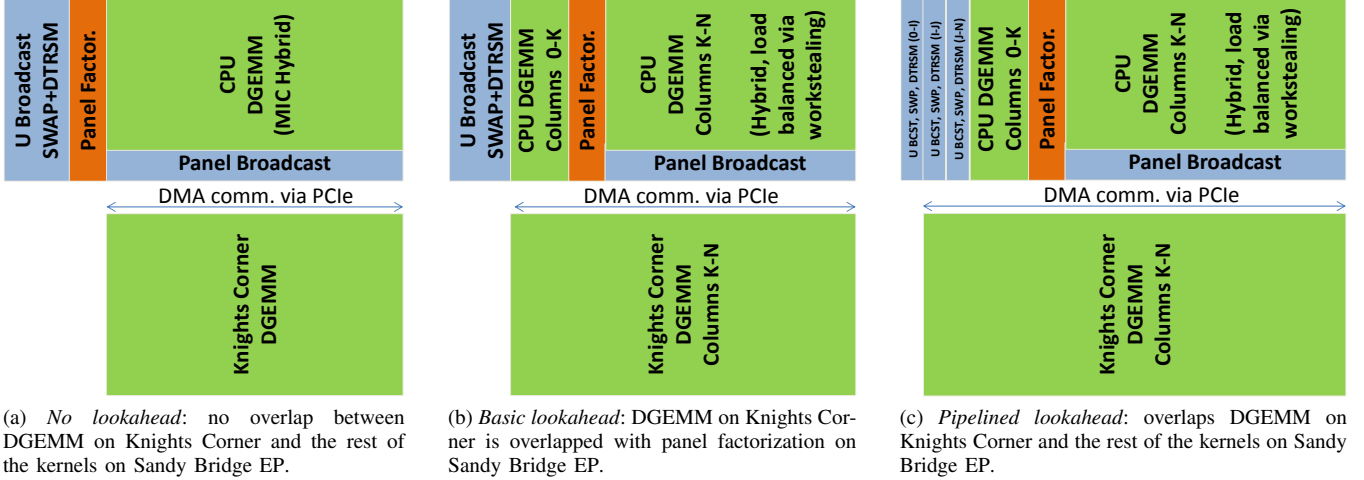 U Broadcast
SWAP+DTRSM
Panel Factor.
CPU
DGEMM
(MIC Hybrid)
Panel Broadcast
DMA comm. via PCIe
Knights Corner
DGEMM
(a) No lookahead: no overlap between
DGEMM on Knights Corner and the rest of
the kernels on Sandy Bridge EP.
U Broadcast
SWAP+DTRSM
CPU DGEMM
Columns 0-K
Panel Factor.
CPU
DGEMM
Columns K-N
(Hybrid, load
balanced via
workstealing)
Panel Broadcast
DMA comm. via PCIe
Knights Corner
DGEMM
Columns K-N
(b) Basic lookahead: DGEMM on Knights Cor-
ner is overlapped with panel factorization on
Sandy Bridge EP.
U BCST, SWP, DTRSM (0-I)
U BCST, SWP, DTRSM (I-J)
U BCST, SWP, DTRSM (J-N)
CPU DGEMM
Columns 0-K
Panel Factor.
CPU
DGEMM
Columns K-N
(Hybrid, load
balanced via
workstealing)
Panel Broadcast
DMA comm. via PCIe
Knights Corner
DGEMM
Columns K-N
(c) Pipelined lookahead: overlaps DGEMM on
Knights Corner and the rest of the kernels on Sandy
Bridge EP.